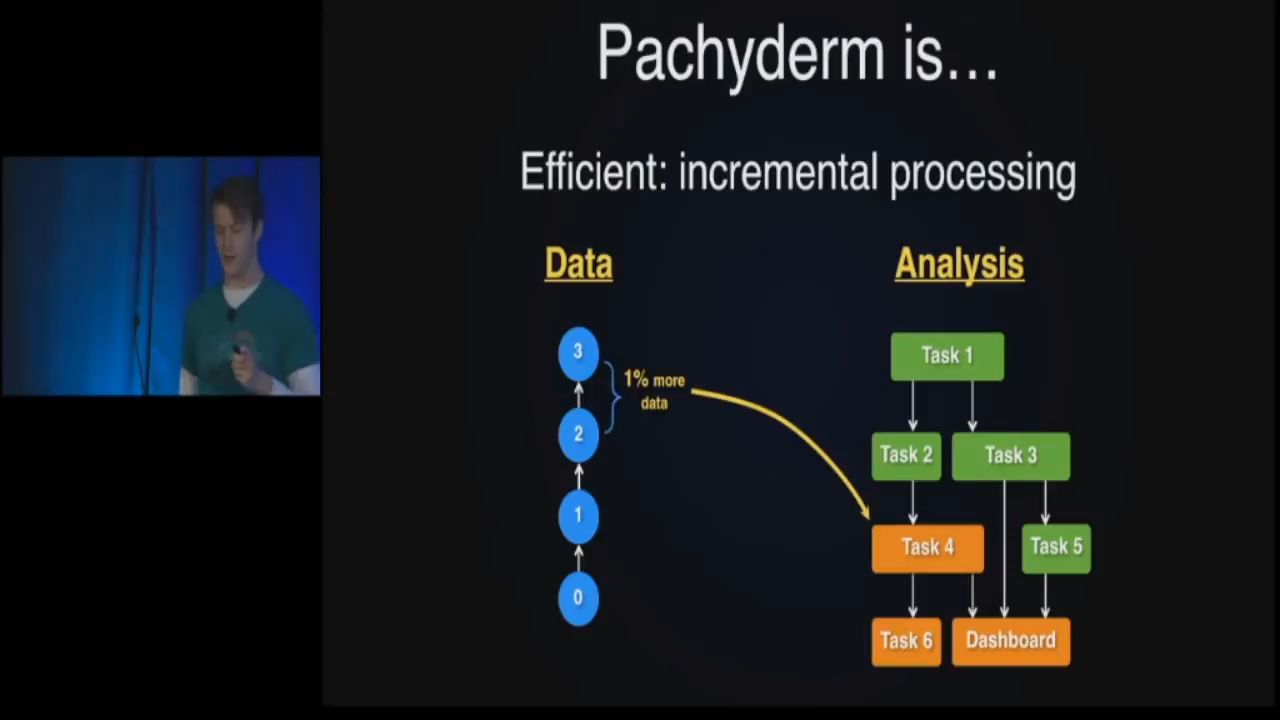 Pachyderm is...
Efficient: incremental processing
Data
Analysis
3
2
1
0
1% more
data
Task 1
Task 2
Task 3
Task 4
Task 5
Task 6
Dashboard